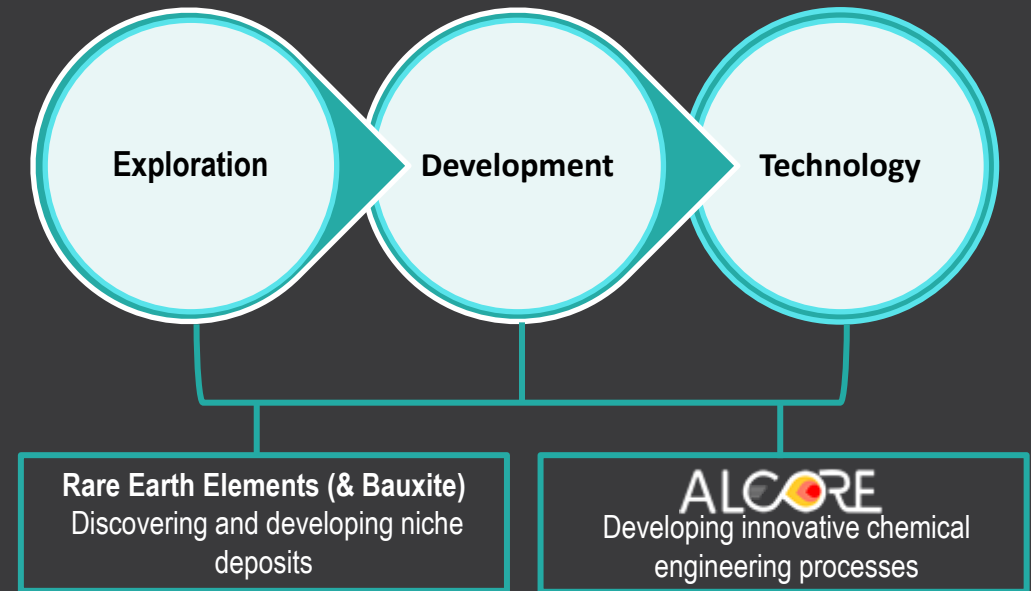 Exploration
Development
Technology
Rare Earth Elements (& Bauxite)
Discovering and developing niche
deposits
ALCORE
Developing innovative chemical
engineering processes